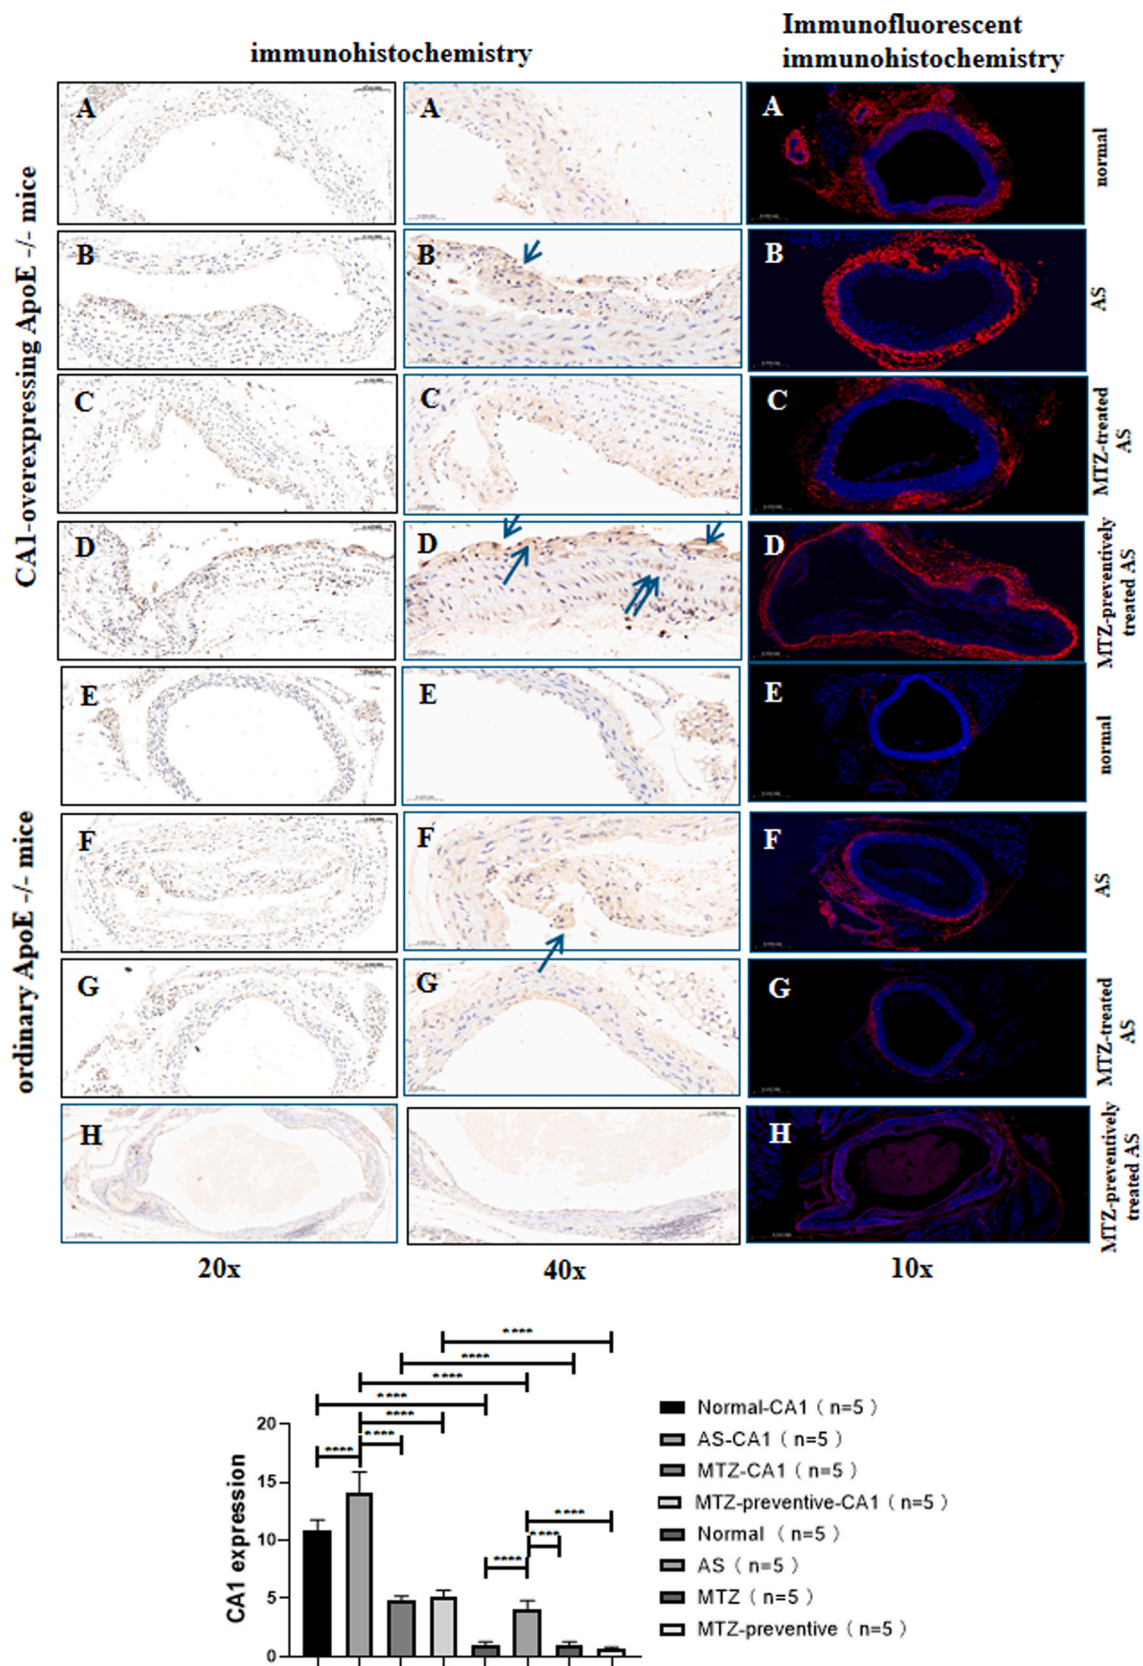 immunohistochemistry
Immunofluorescent
immunohistochemistry
CA1-overexpressing ApoE -/- mice
ordinary ApoE -/- mice
A
A
A
normal
B
B
B
AS
C
C
C
MTZ-treated
AS
D
D
D
MTZ-preventively
treated AS
E
E
E
normal
F
F
F
AS
G
G
G
MTZ-treated
AS
H
H
MTZ-preventively
treated AS
20x
40x
10x
****
****
****
****
****
****
****
****
****
****
CA1 expression
20
15
10
5
0
Normal-CA1 ( n=5 )
AS-CA1 ( n=5 )
MTZ-CA1 ( n=5 )
MTZ-preventive-CA1 ( n=5 )
Normal ( n=5 )
AS ( n=5 )
MTZ ( n=5 )
MTZ-preventive ( n=5 )